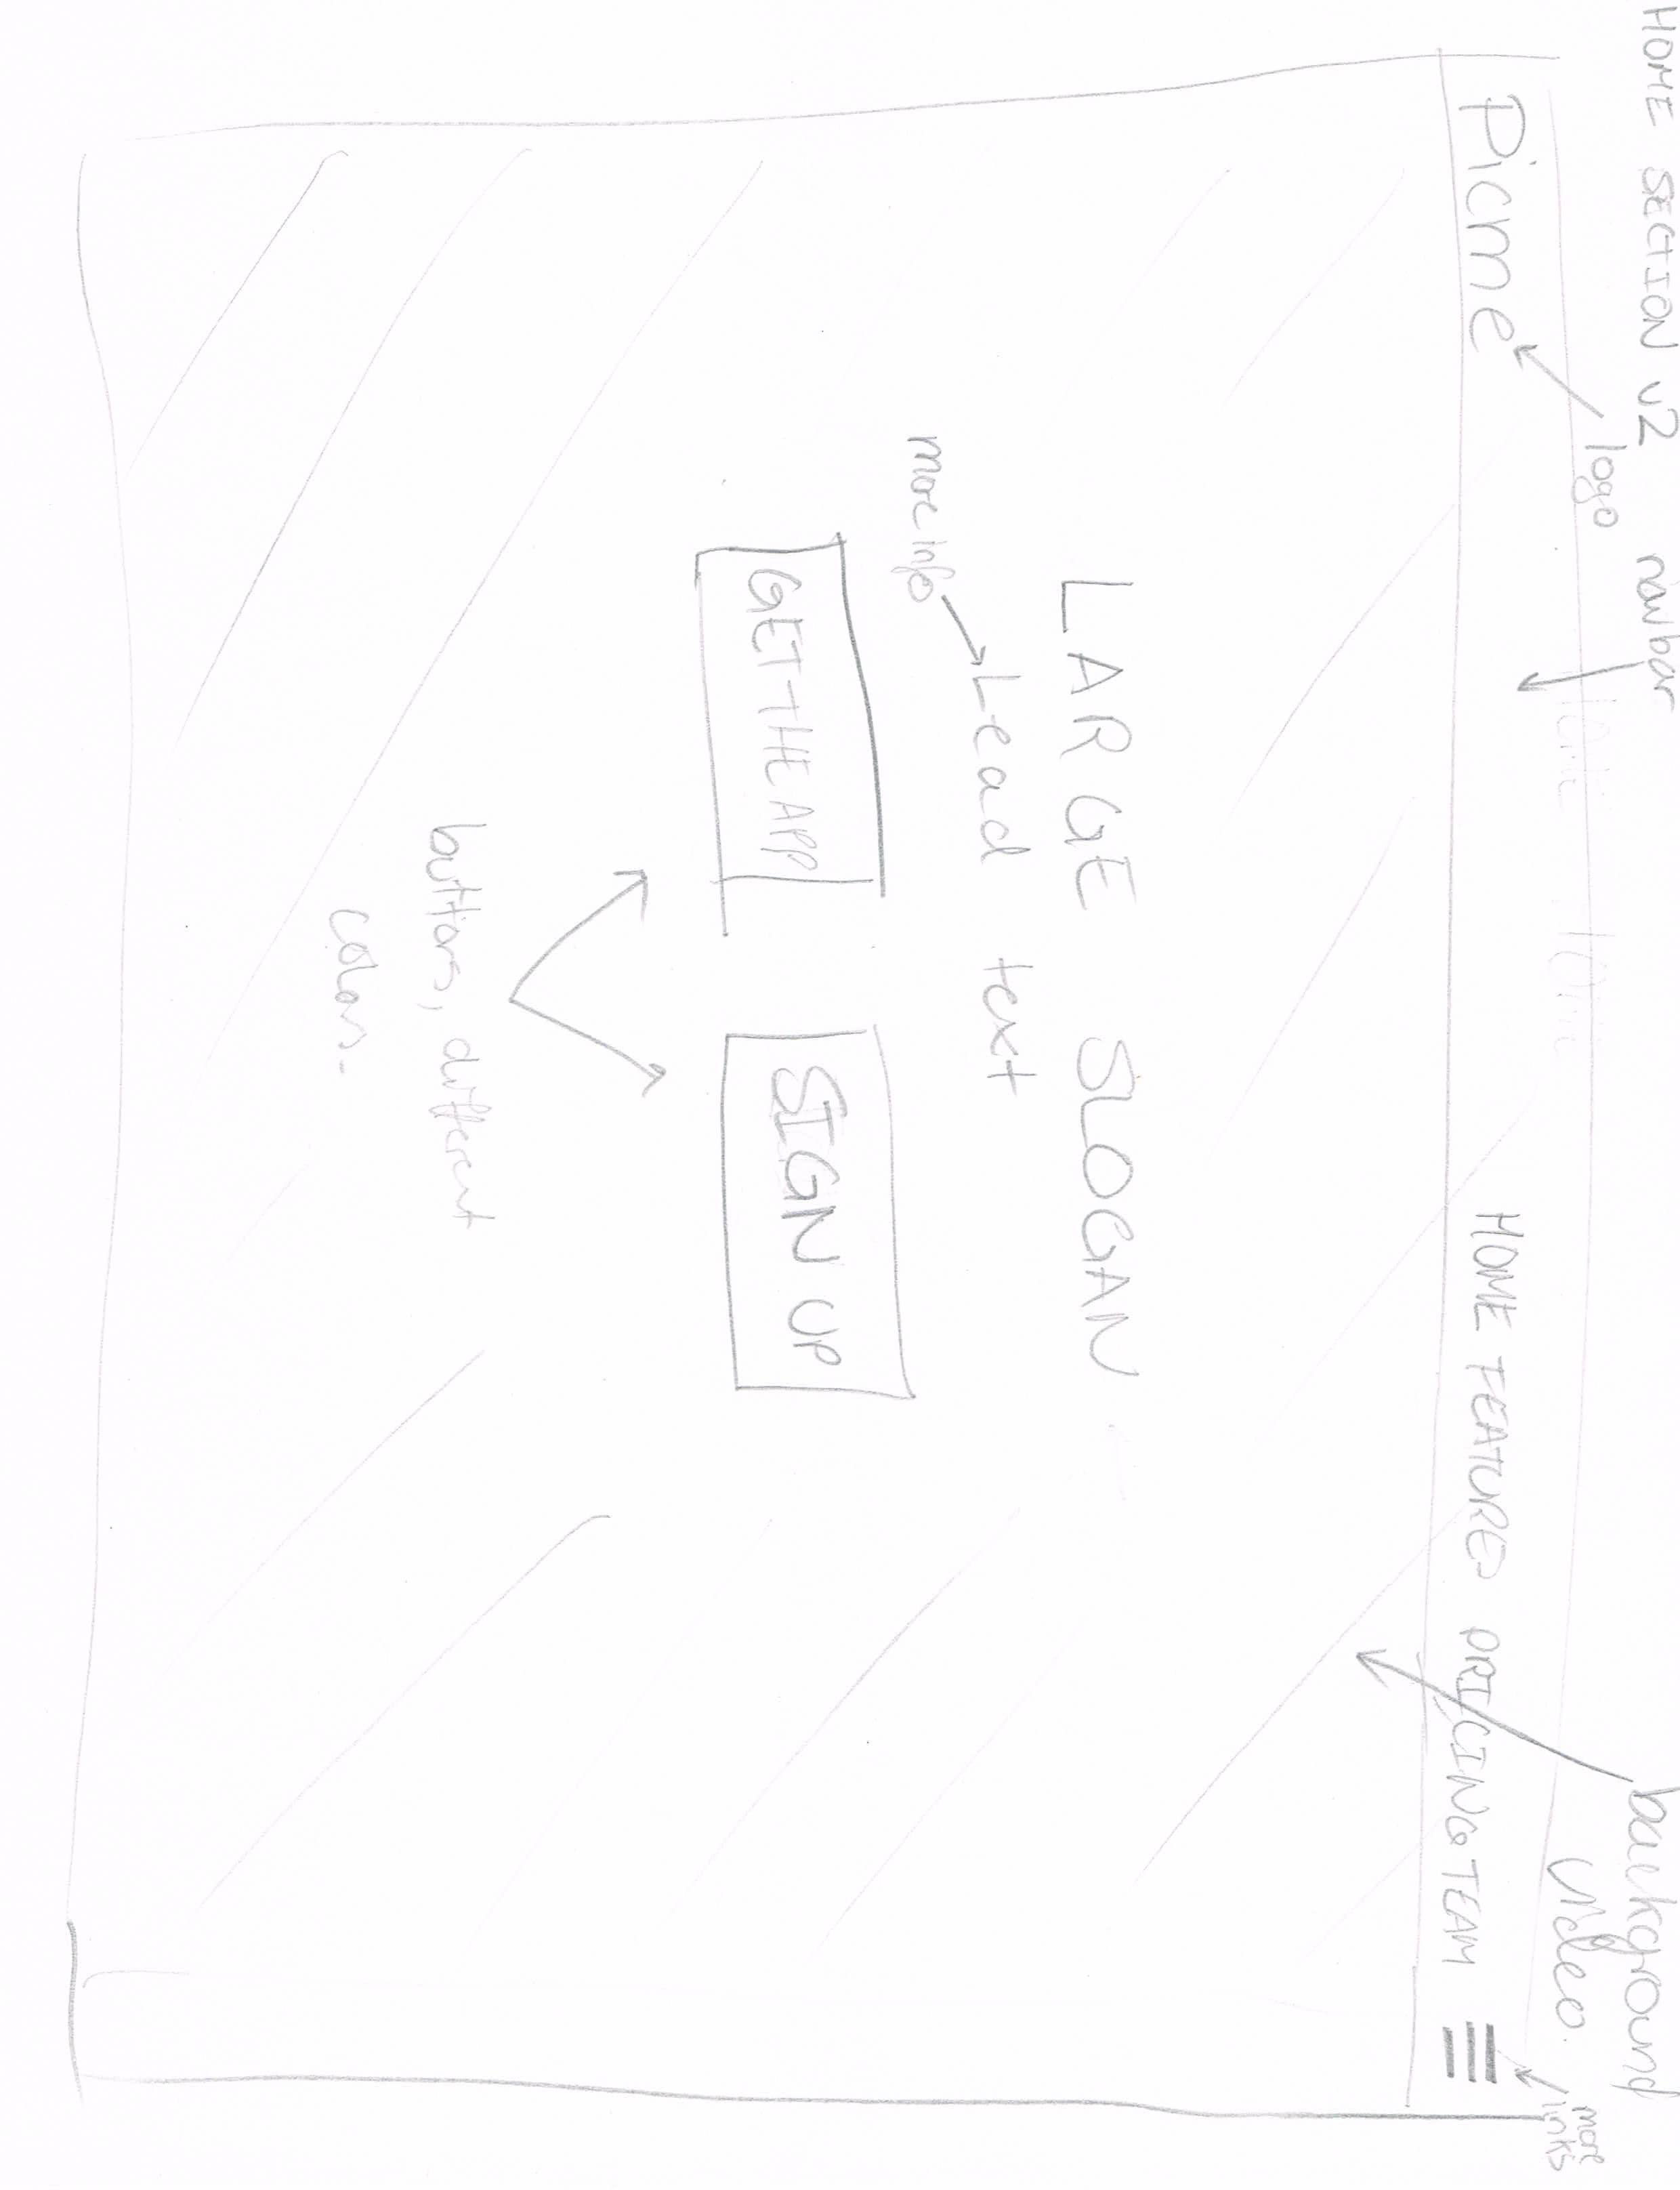 HOME SECTION v2
navbar
background
video.
logo
more
links
Picme
HOME FEATURES PRICING TEAM
LARGE SLOGAN
Lead text
more info
GET THE APP
SIGN UP
buttons, different
colors.